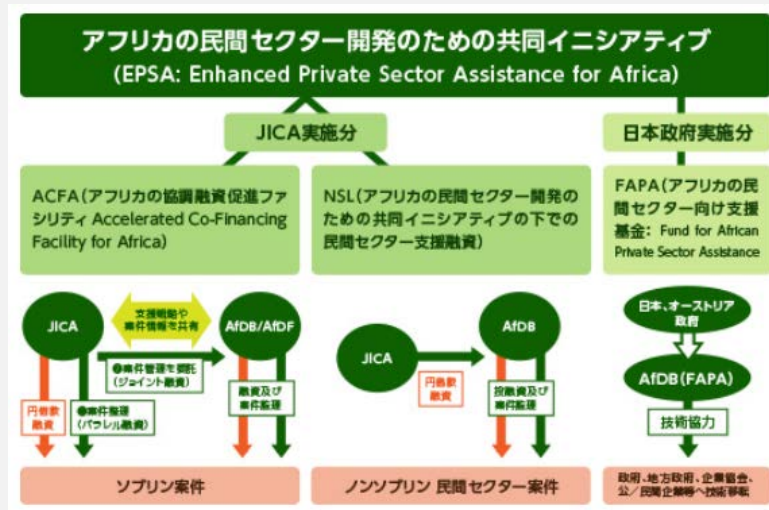 アフリカの民間セクター開発のための共同イニシアティブ
(EPSA: Enhanced Private Sector Assistance for Africa)
JICA実施分
日本政府実施分
ACFA(アフリカの協調融資促進ファ
シリティ Accelerated Co-Financing
Facility for Africa)
NSL(アフリカの民間セクター開発の
ための共同イニシアティブの下での
民間セクター支援融資)
FAPA(アフリカの民
間セクター向け支援
基金: Fund for African
Private Sector Assistance
JICA
支援戦略や
案件情報を共有
AfDB/AfDF
❷案件管理を委託
(ジョイント融資)
円借款
融資
❶案件監理
(パラレル融資)
融資及び
案件監理
ソブリン案件
JICA
円借款
融資
AfDB
投融資及び
案件監理
ノンソブリン 民間セクター案件
日本、オーストリア
政府
AfDB(FAPA)
技術協力
政府、地方政府、企業協会、
公/民間企業等へ技術移転